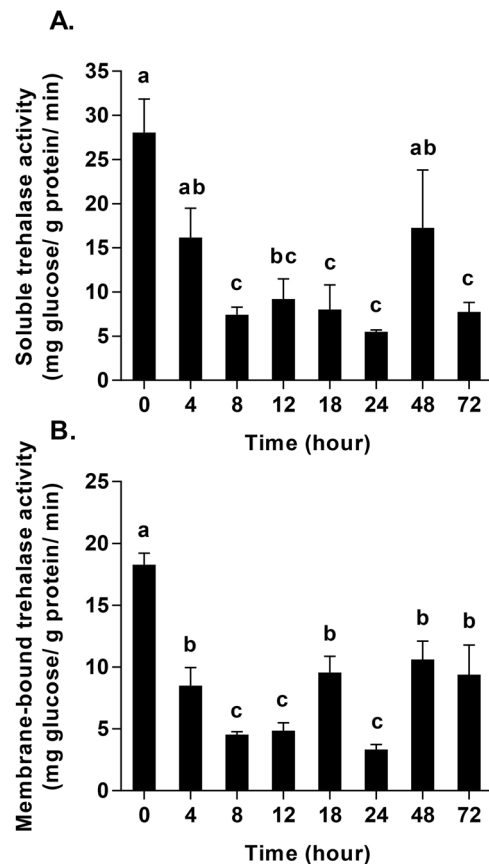 A.
Soluble trehalase activity
(mg glucose/ g protein/ min)
35
30
25
20
15
10
5
0
a
ab
c
bc
c
c
ab
c
0 4 8 12 18 24 48 72
Time (hour)
B.
Membrane-bound trehalase activity
(mg glucose/ g protein/ min)
25
20
15
10
5
0
a
b
c
c
b
c
b
b
0 4 8 12 18 24 48 72
Time (hour)